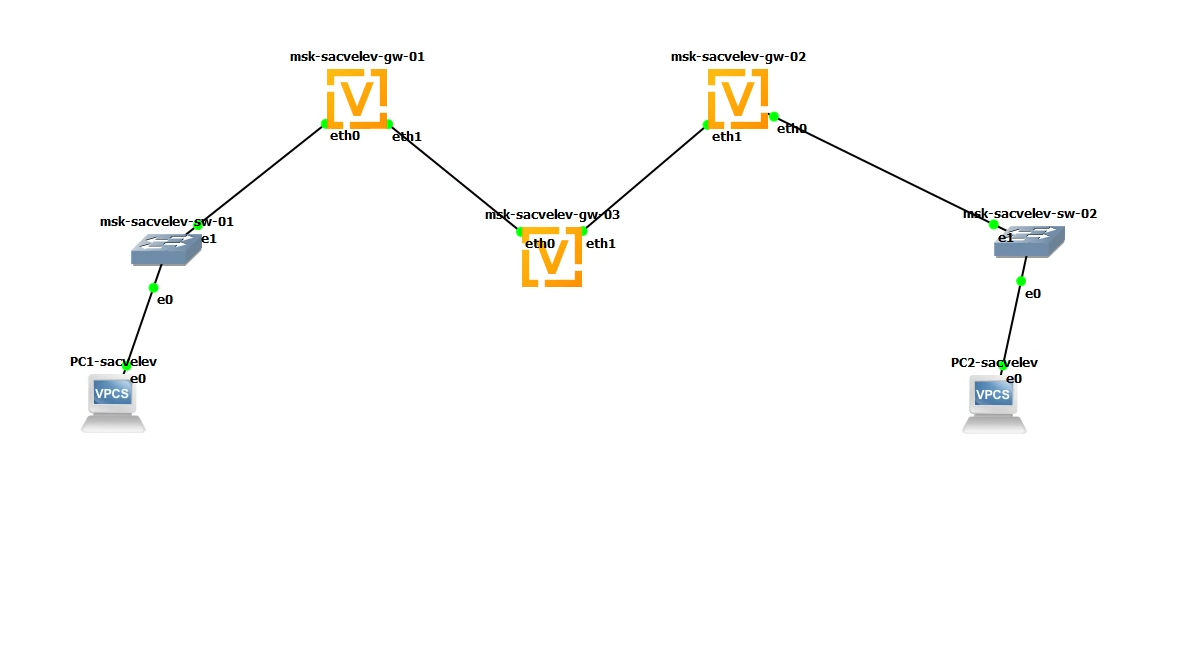 msk-sacvelev-gw-01
msk-sacvelev-gw-02
V
V
eth0
eth1
eth1
eth0
msk-sacvelev-sw-01
e1
msk-sacvelev-gw-03
eth0
eth1
V
msk-sacvelev-sw-02
e1
e0
e0
PC1-sacvelev
e0
VPCS
PC2-sacvelev
e0
VPCS